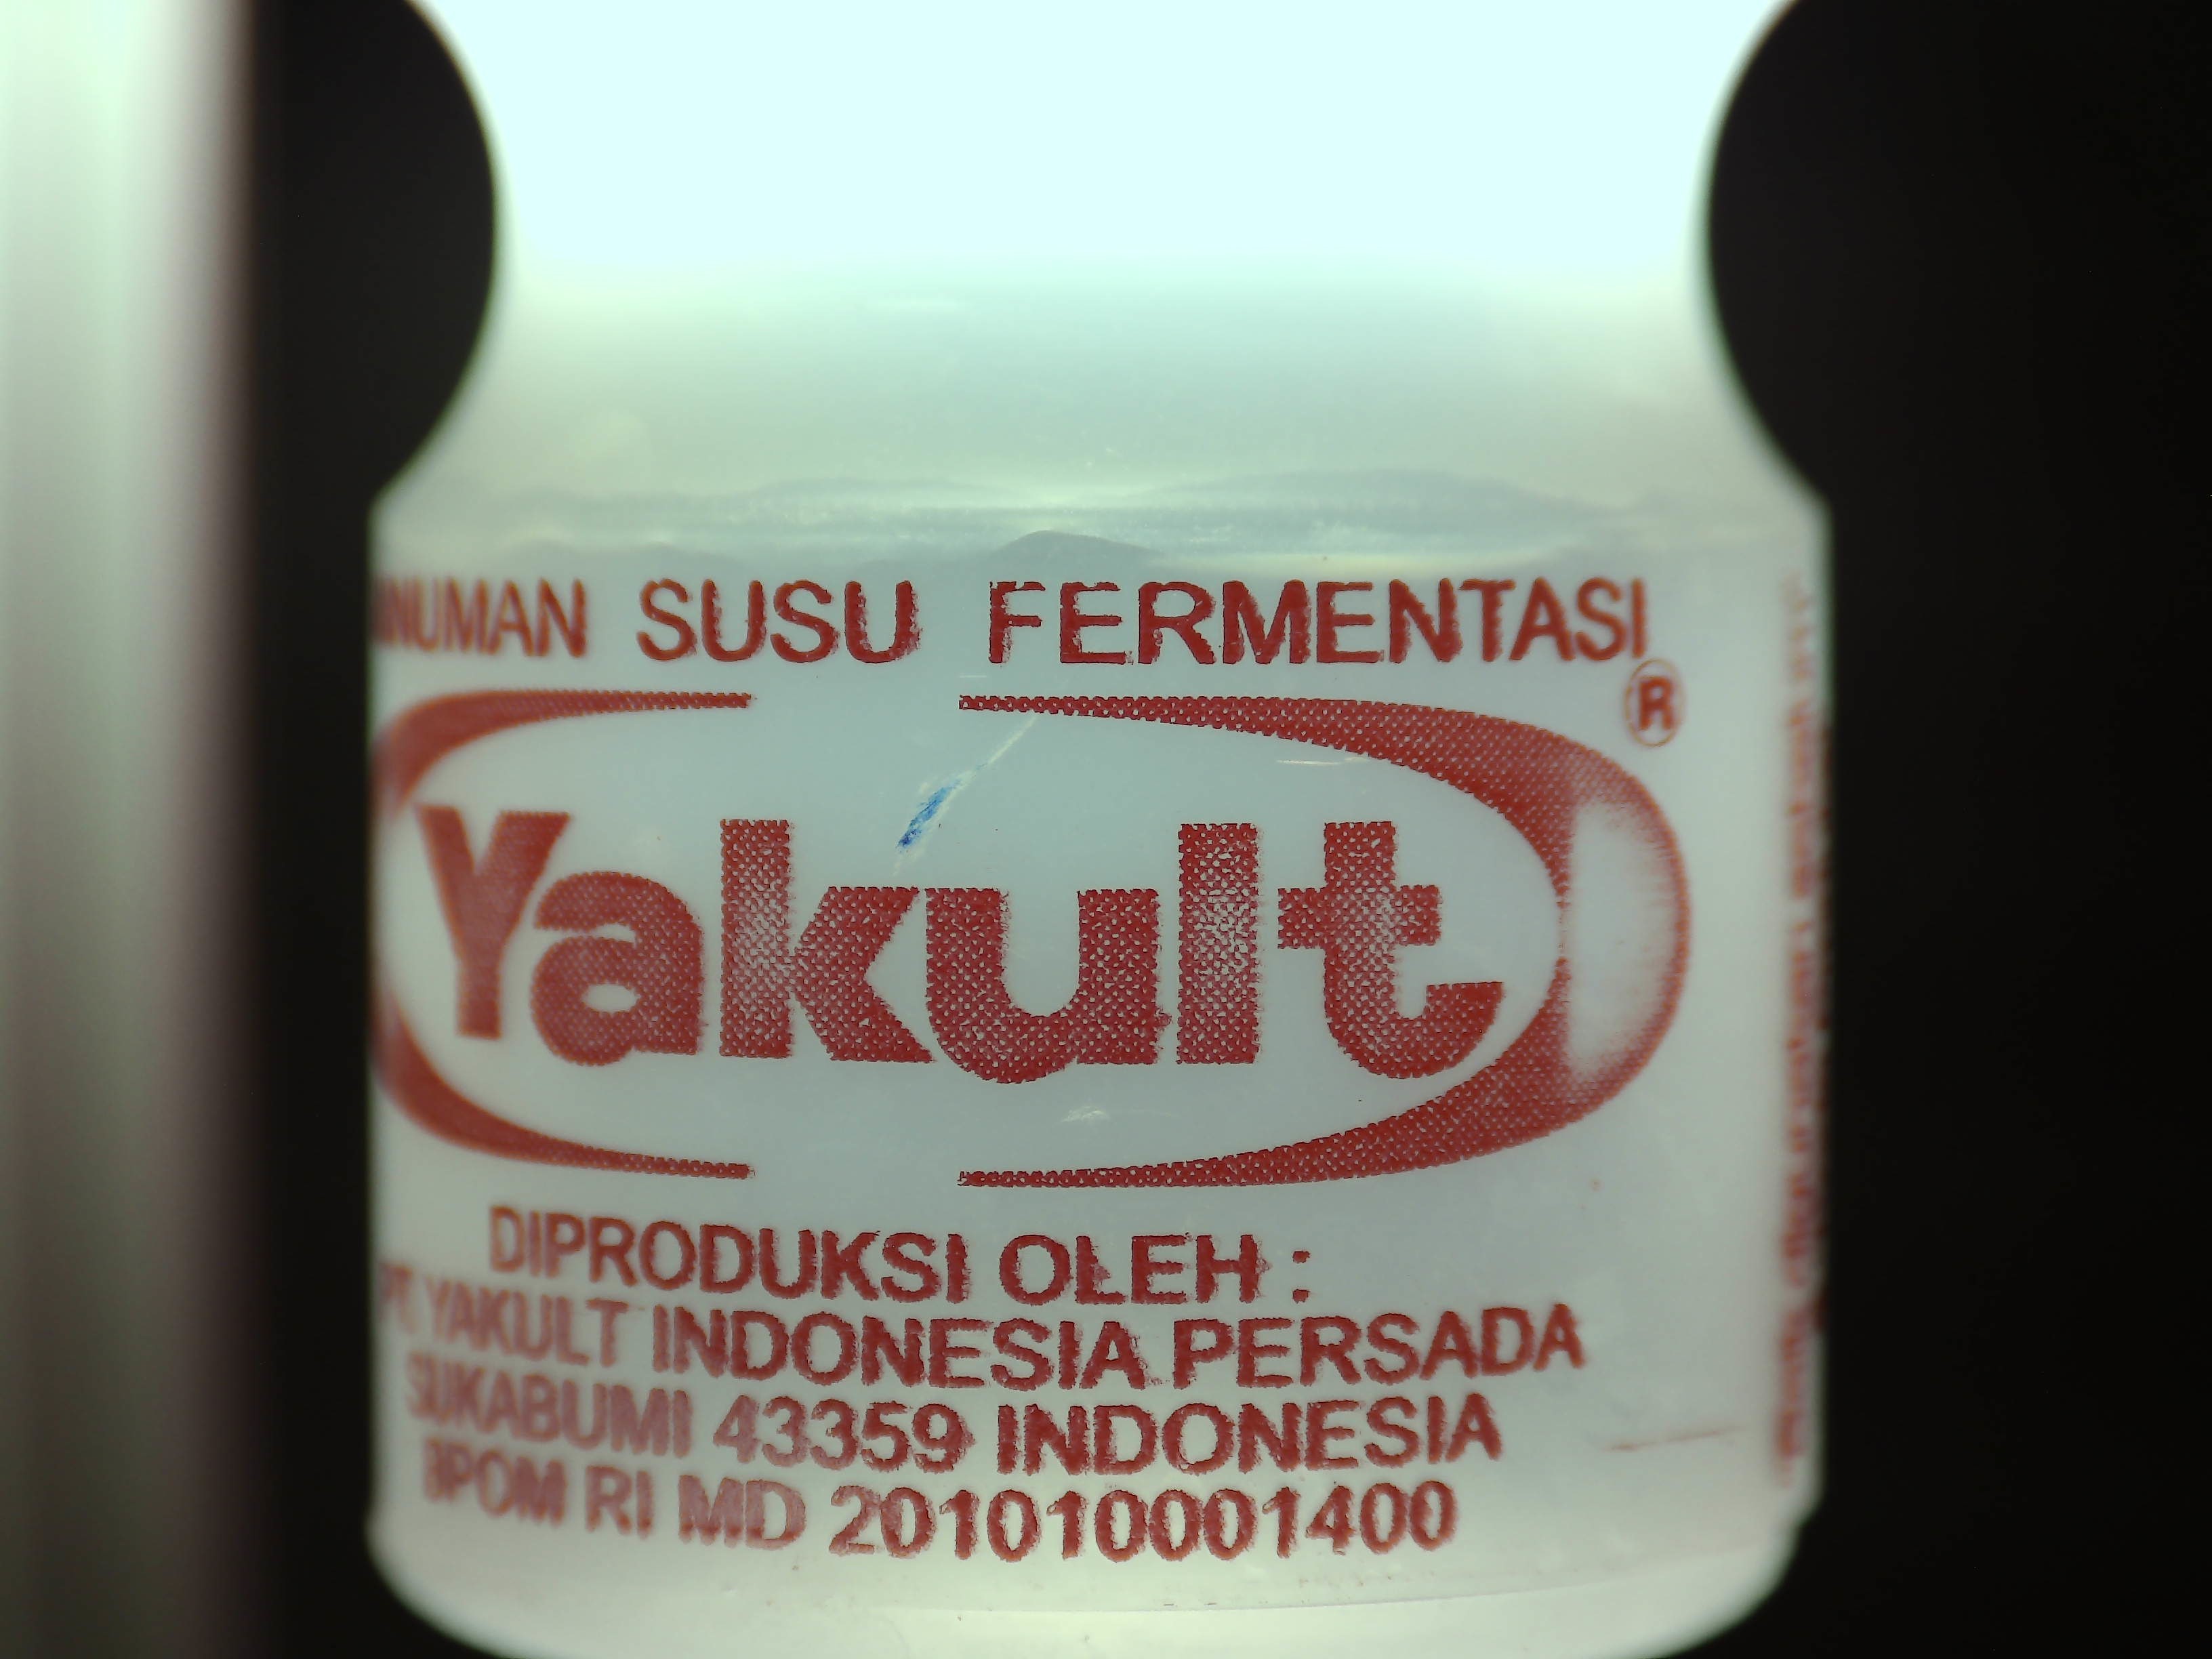 MINUMAN SUSU FERMENTASI
®
Yakult
DIPRODUKSI OLEH :
PT. YAKULT INDONESIA PERSADA
SUKABUMI 43359 INDONESIA
BPOM RI MD 201010001400